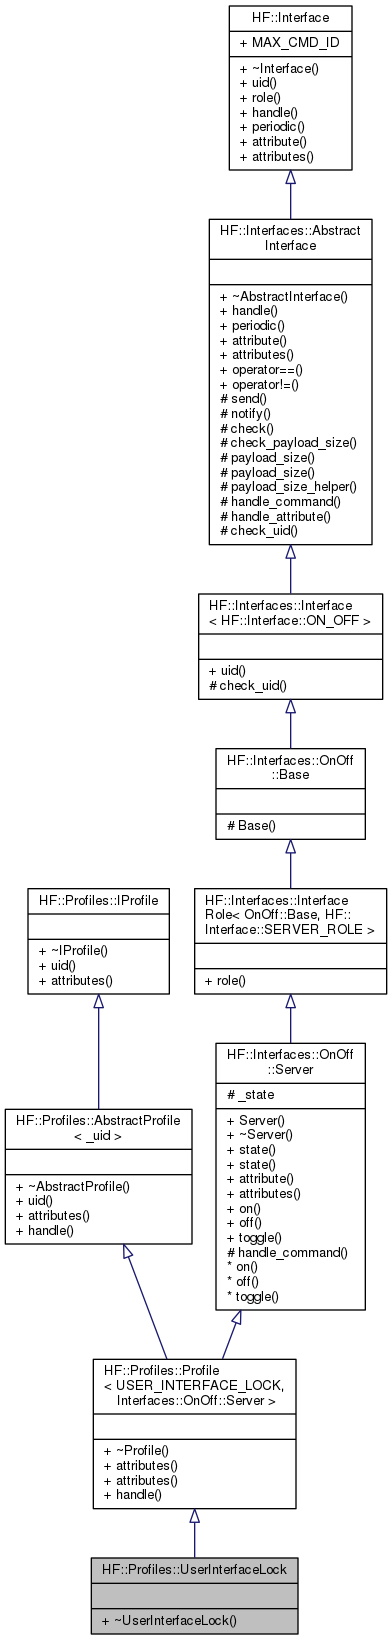 HF::Interface
+ MAX_CMD_ID
+ ~Interface()
+ uid()
+ role()
+ handle()
+ periodic()
+ attribute()
+ attributes()
HF::Interfaces::Abstract
Interface
+ ~AbstractInterface()
+ handle()
+ periodic()
+ attribute()
+ attributes()
+ operator==()
+ operator!=()
# send()
# notify()
# check()
# check_payload_size()
# payload_size()
# payload_size()
# payload_size_helper()
# handle_command()
# handle_attribute()
# check_uid()
HF::Interfaces::Interface
< HF::Interface::ON_OFF >
+ uid()
# check_uid()
HF::Interfaces::OnOff
::Base
# Base()
HF::Profiles::IProfile
+ ~IProfile()
+ uid()
+ attributes()
HF::Interfaces::Interface
Role< OnOff::Base, HF::
Interface::SERVER_ROLE >
+ role()
HF::Interfaces::OnOff
::Server
# _state
+ Server()
+ ~Server()
+ state()
+ state()
+ attribute()
+ attributes()
+ on()
+ off()
+ toggle()
# handle_command()
* on()
* off()
* toggle()
HF::Profiles::AbstractProfile
< _uid >
+ ~AbstractProfile()
+ uid()
+ attributes()
+ handle()
HF::Profiles::Profile
< USER_INTERFACE_LOCK,
Interfaces::OnOff::Server >
+ ~Profile()
+ attributes()
+ attributes()
+ handle()
HF::Profiles::UserInterfaceLock
+ ~UserInterfaceLock()